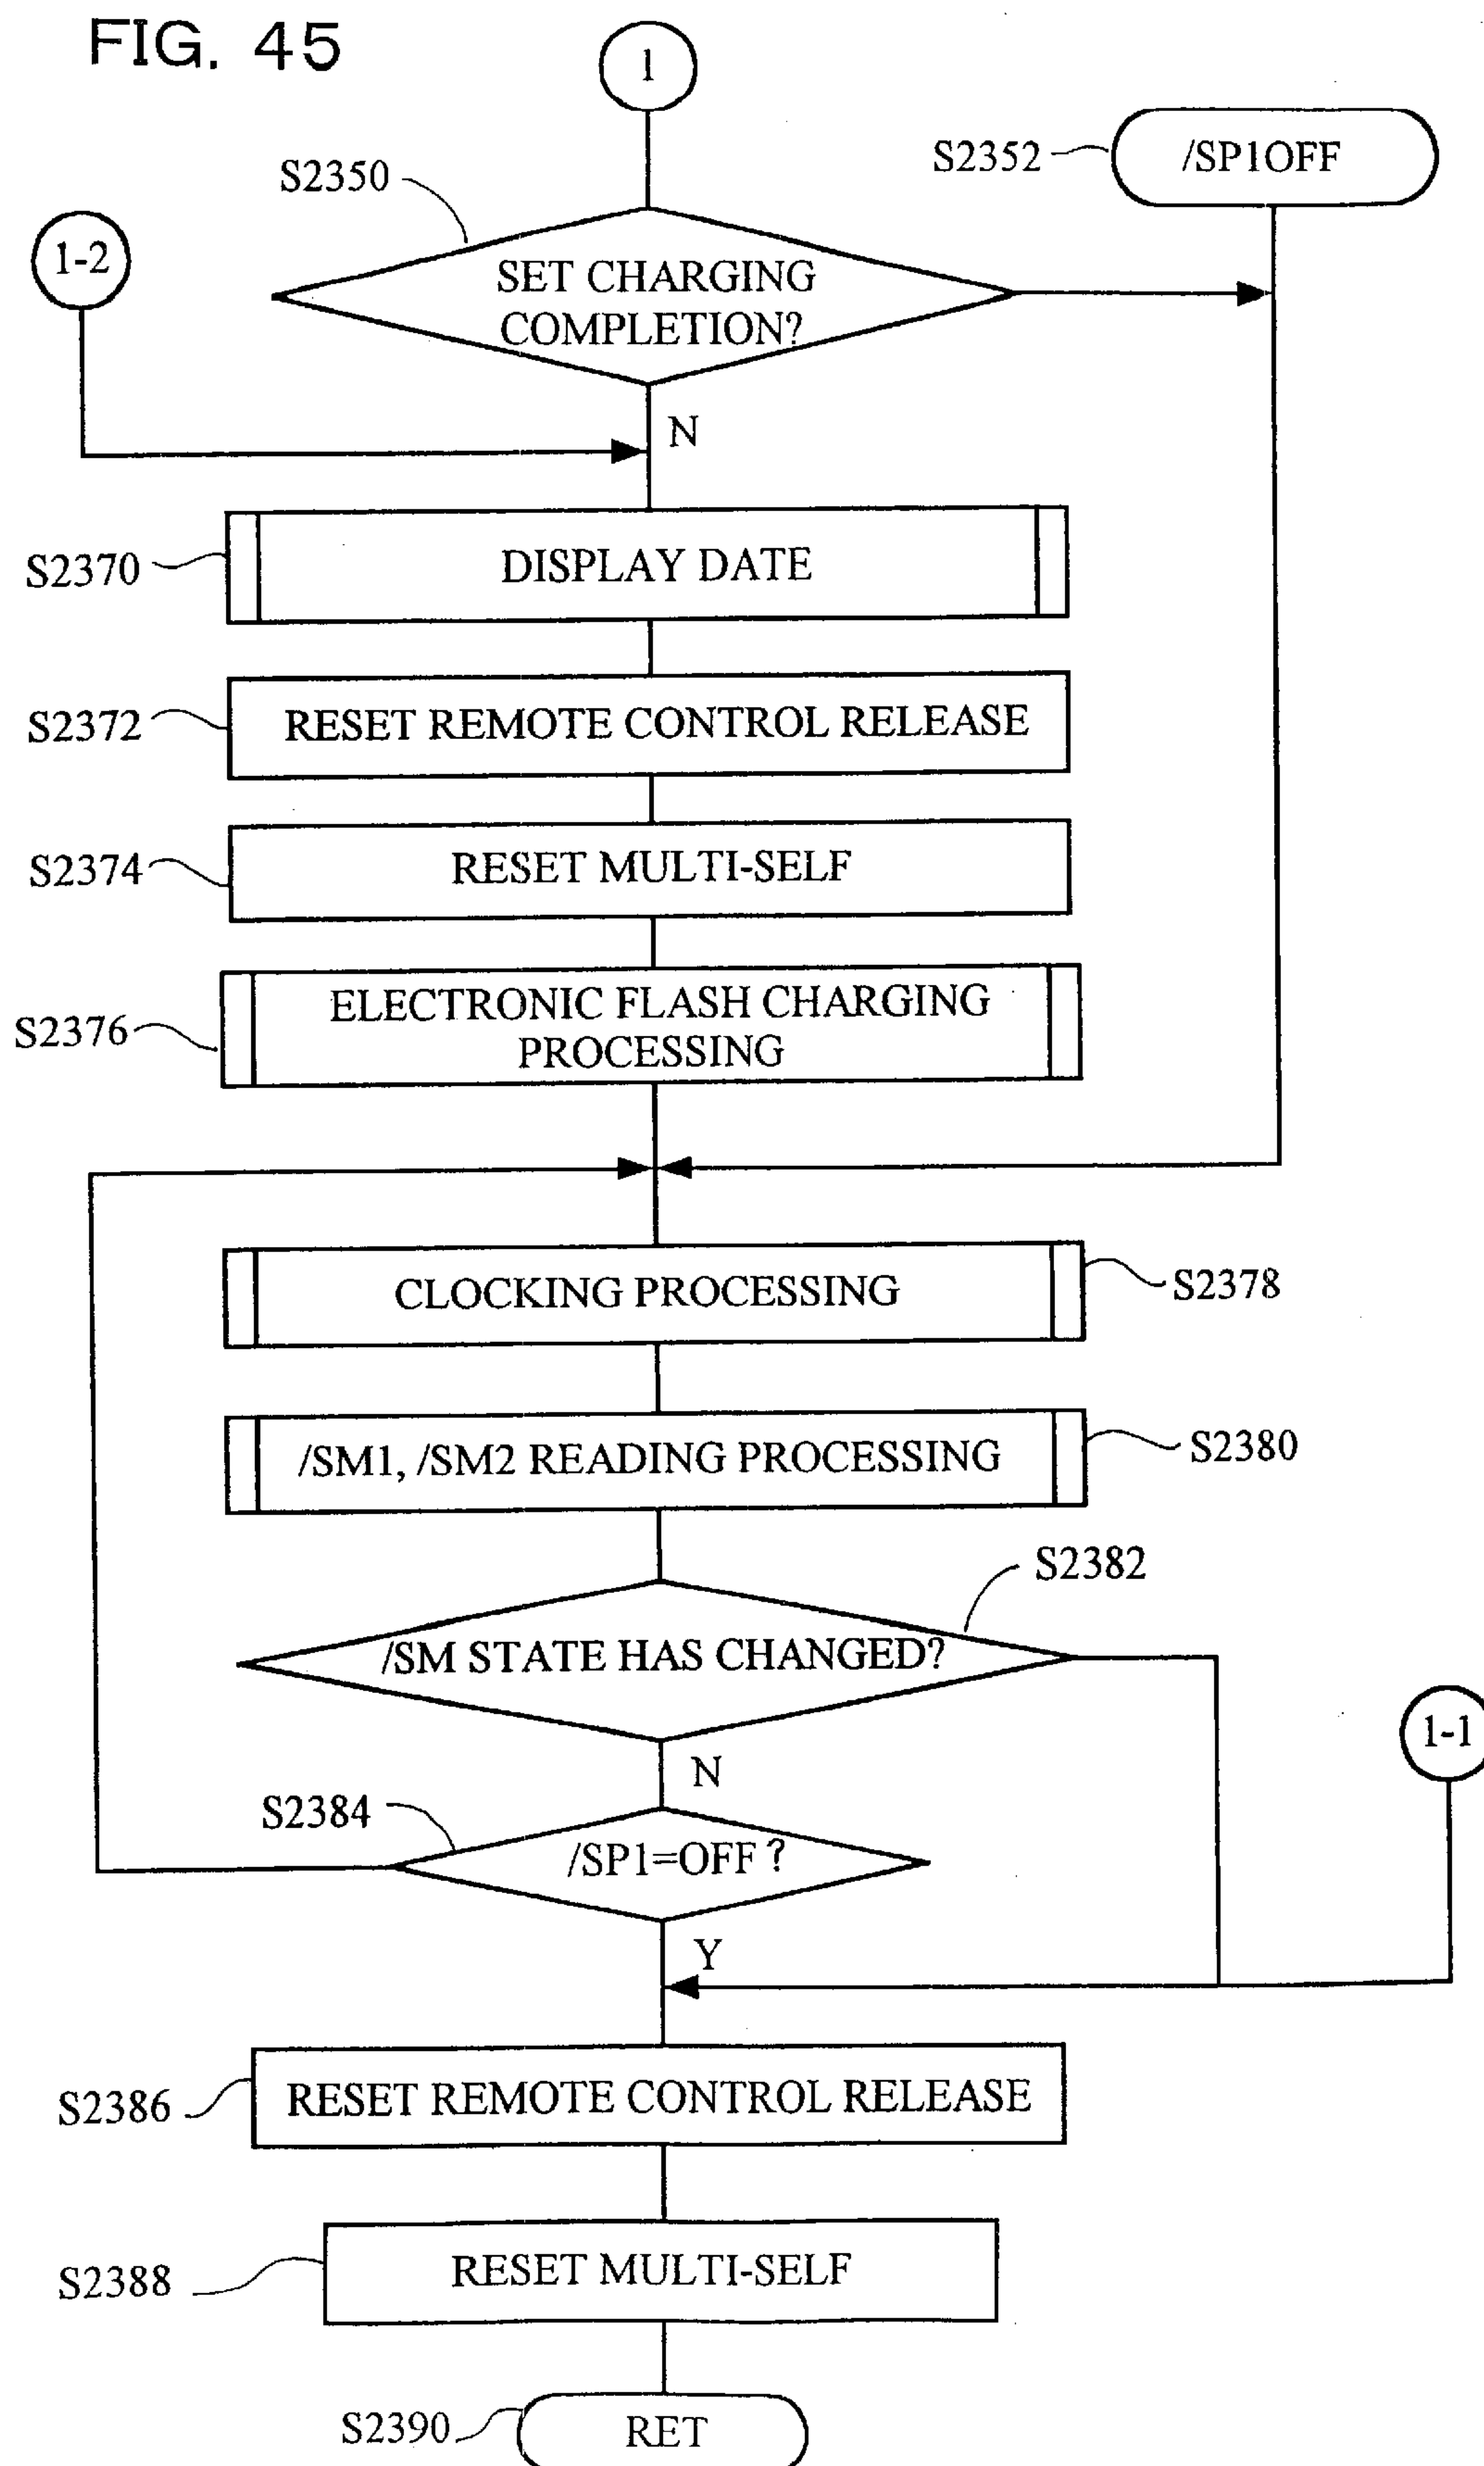 FIG. 45
1
S2352
/SP1OFF
S2350
1-2
SET CHARGING
COMPLETION?
N
S2370
DISPLAY DATE
S2372
RESET REMOTE CONTROL RELEASE
S2374
RESET MULTI-SELF
S2376
ELECTRONIC FLASH CHARGING
PROCESSING
CLOCKING PROCESSING
S2378
/SM1, /SM2 READING PROCESSING
S2380
S2382
/SM STATE HAS CHANGED?
1-1
N
S2384
/SP1=OFF ?
Y
S2386
RESET REMOTE CONTROL RELEASE
S2388
RESET MULTI-SELF
S2390
RET